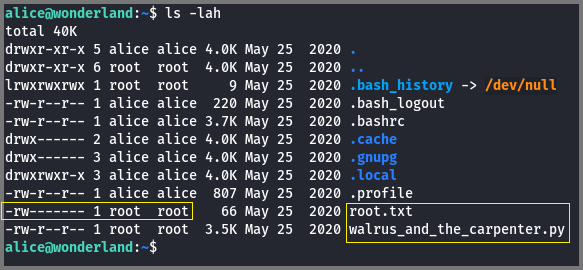 alice@wonderland:~$ ls -lah
total 40K
drwxr-xr-x 5 alice alice 4.0K May 25  2020 .
drwxr-xr-x 6 root  root  4.0K May 25  2020 ..
lrwxrwxrwx 1 root  root     9 May 25  2020 .bash_history -> /dev/null
-rw-r--r-- 1 alice alice  220 May 25  2020 .bash_logout
-rw-r--r-- 1 alice alice 3.7K May 25  2020 .bashrc
drwx------ 2 alice alice 4.0K May 25  2020 .cache
drwx------ 3 alice alice 4.0K May 25  2020 .gnupg
drwxrwxr-x 3 alice alice 4.0K May 25  2020 .local
-rw-r--r-- 1 alice alice  807 May 25  2020 .profile
-rw------- 1 root  root    66 May 25  2020 root.txt
-rw-r--r-- 1 root  root  3.5K May 25  2020 walrus_and_the_carpenter.py
alice@wonderland:~$